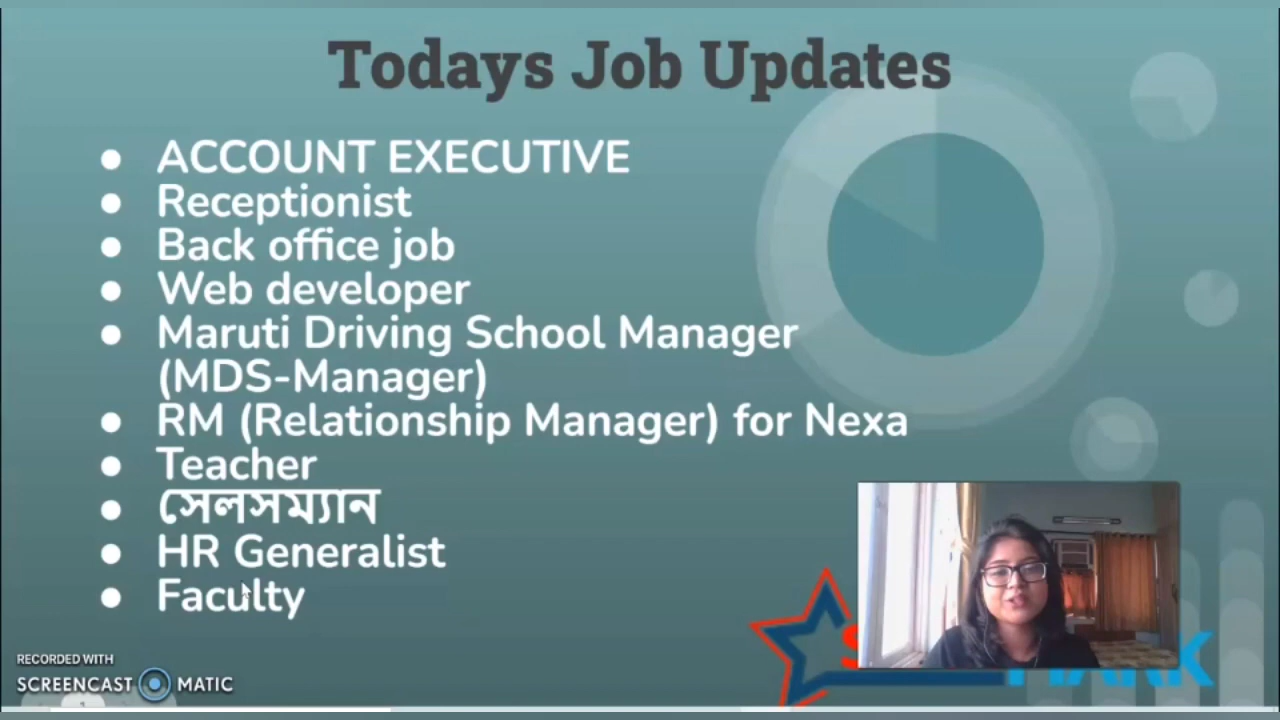 Todays Job Updates
● ACCOUNT EXECUTIVE
● Receptionist
● Back office job
● Web developer
● Maruti Driving School Manager
(MDS-Manager)
● RM (Relationship Manager) for Nexa
● Teacher
● সেলসম্যান
● HR Generalist
● Faculty
RECORDED WITH
SCREENCAST MATIC